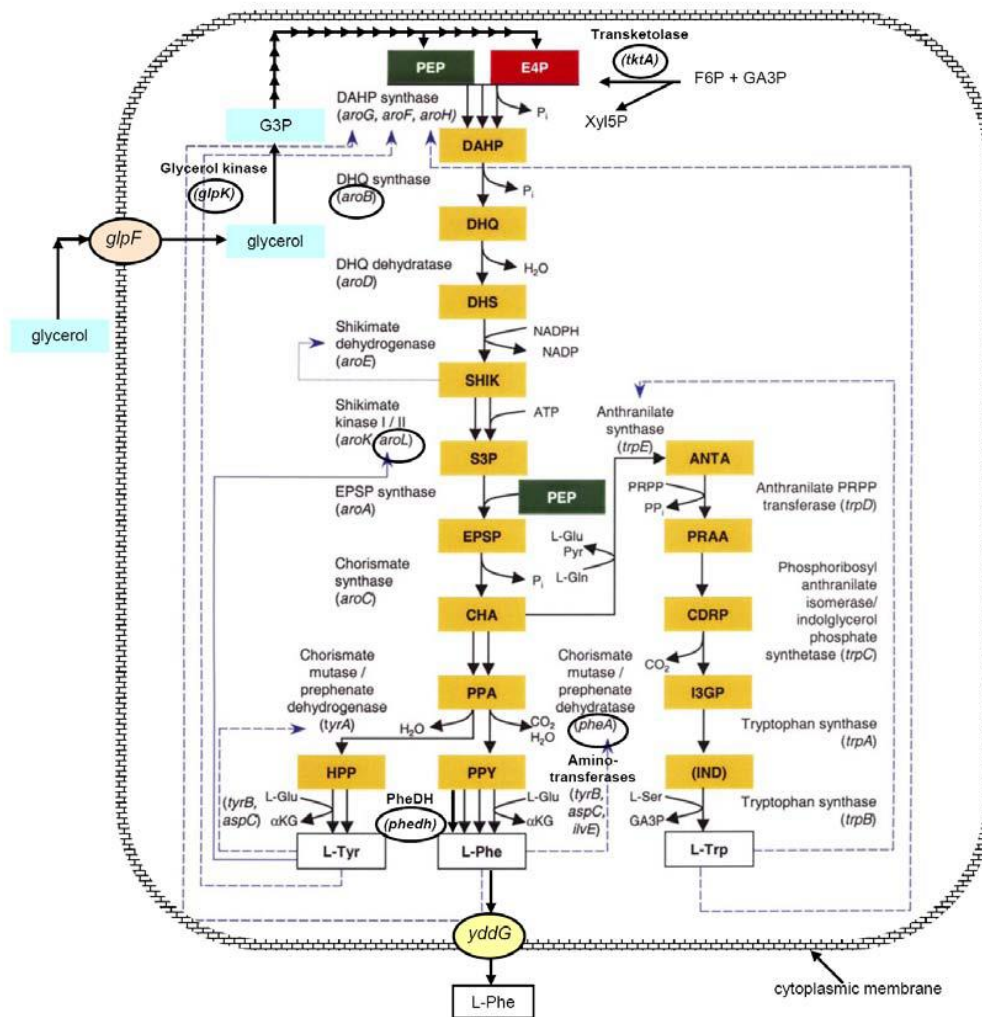 Transketolase
(tktA)
PEP
E4P
F6P + GA3P
Xyl5P
DAHP synthase
(aroG, aroF, aroH)
Pi
G3P
DAHP
Glycerol kinase
(glpK)
DHQ synthase
(aroB)
Pi
glpF
glycerol
DHQ
DHQ dehydratase
(aroD)
H2O
glycerol
DHS
Shikimate
dehydrogenase
(aroE)
NADPH
NADP
SHIK
Shikimate
kinase I / II
(aroK, aroL)
ATP
Anthranilate
synthase
(trpE)
S3P
ANTA
EPSP synthase
(aroA)
PEP
PRPP
PPi
Anthranilate PRPP
transferase (trpD)
EPSP
L-Glu
Pyr
L-Gln
PRAA
Chorismate
synthase
(aroC)
Pi
Phosphoribosyl
anthranilate
isomerase/
indolglycerol
phosphate
synthetase (trpC)
CHA
CDRP
CO2
Chorismate
mutase /
prephenate
dehydrogenase
(tyrA)
PPA
Chorismate
mutase /
prephenate
dehydratase
(pheA)
I3GP
H2O
CO2
H2O
Tryptophan synthase
(trpA)
HPP
PPY
Amino-
transferases
(tyrB,
aspC,
ilvE)
(IND)
(tyrB,
aspC)
L-Glu
αKG
PheDH
(phedh)
L-Glu
αKG
L-Ser
GA3P
Tryptophan synthase
(trpB)
L-Tyr
L-Phe
L-Trp
yddG
cytoplasmic membrane
L-Phe